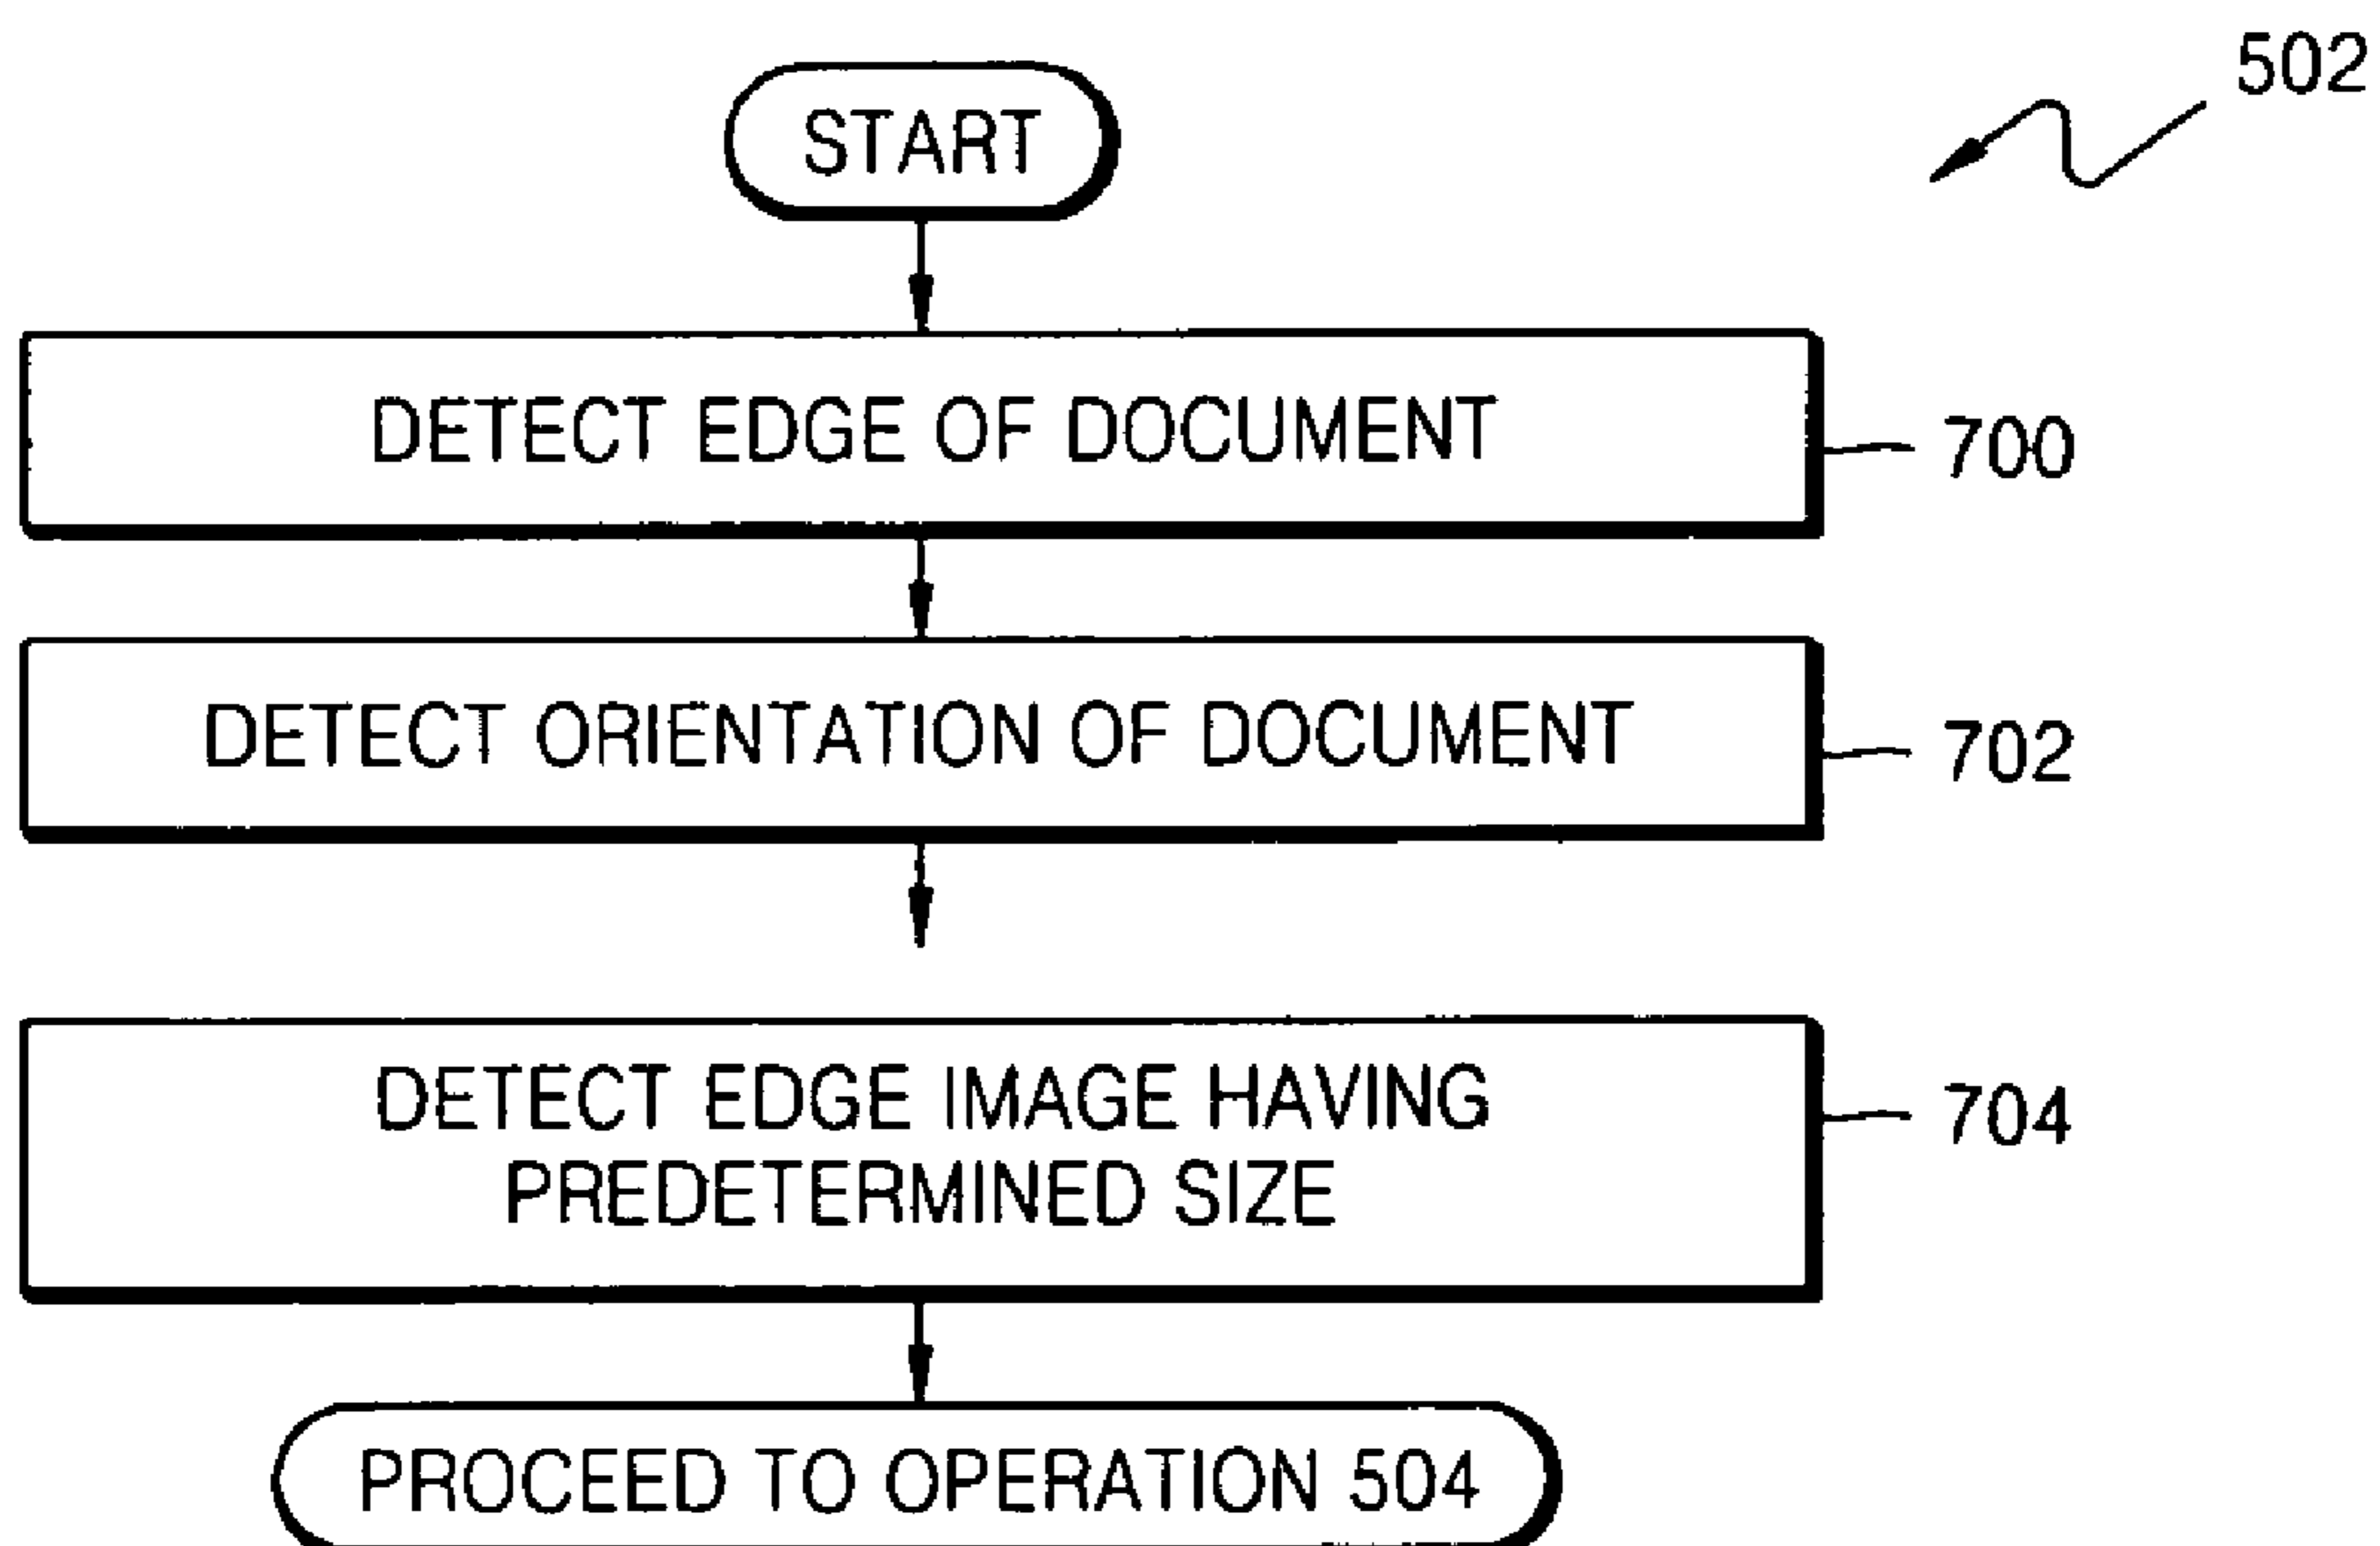 502
START
DETECT EDGE OF DOCUMENT
700
DETECT ORIENTATION OF DOCUMENT
702
DETECT EDGE IMAGE HAVING
PREDETERMINED SIZE
704
PROCEED TO OPERATION 504